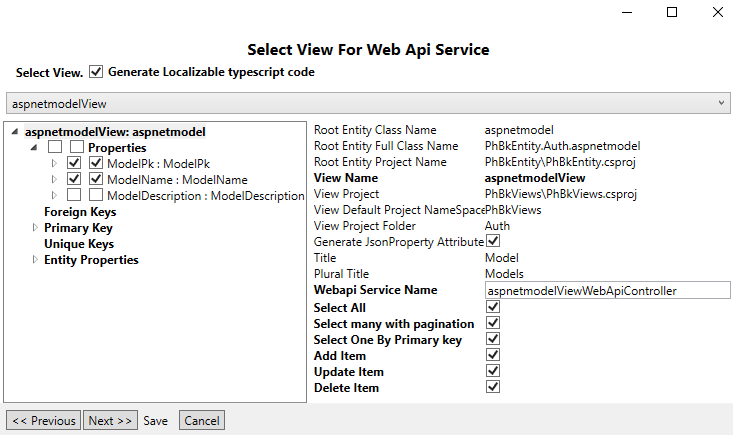 Select View For Web Api Service
Select View. Generate Localizable typescript code
aspnetmodelView
aspnetmodelView: aspnetmodel
Properties
ModelPk : ModelPk
ModelName : ModelName
ModelDescription : ModelDescription
Foreign Keys
Primary Key
Unique Keys
Entity Properties
Root Entity Class Name aspnetmodel
Root Entity Full Class Name PhBkEntity.Auth.aspnetmodel
Root Entity Project Name PhBkEntity\PhBkEntity.csproj
View Name aspnetmodelView
View Project PhBkViews\PhBkViews.csproj
View Default Project NameSpace PhBkViews
View Project Folder Auth
Generate JsonProperty Attribute
Title Model
Plural Title Models
Webapi Service Name aspnetmodelViewWebApiController
Select All
Select many with pagination
Select One By Primary key
Add Item
Update Item
Delete Item
<< Previous Next >> Save Cancel